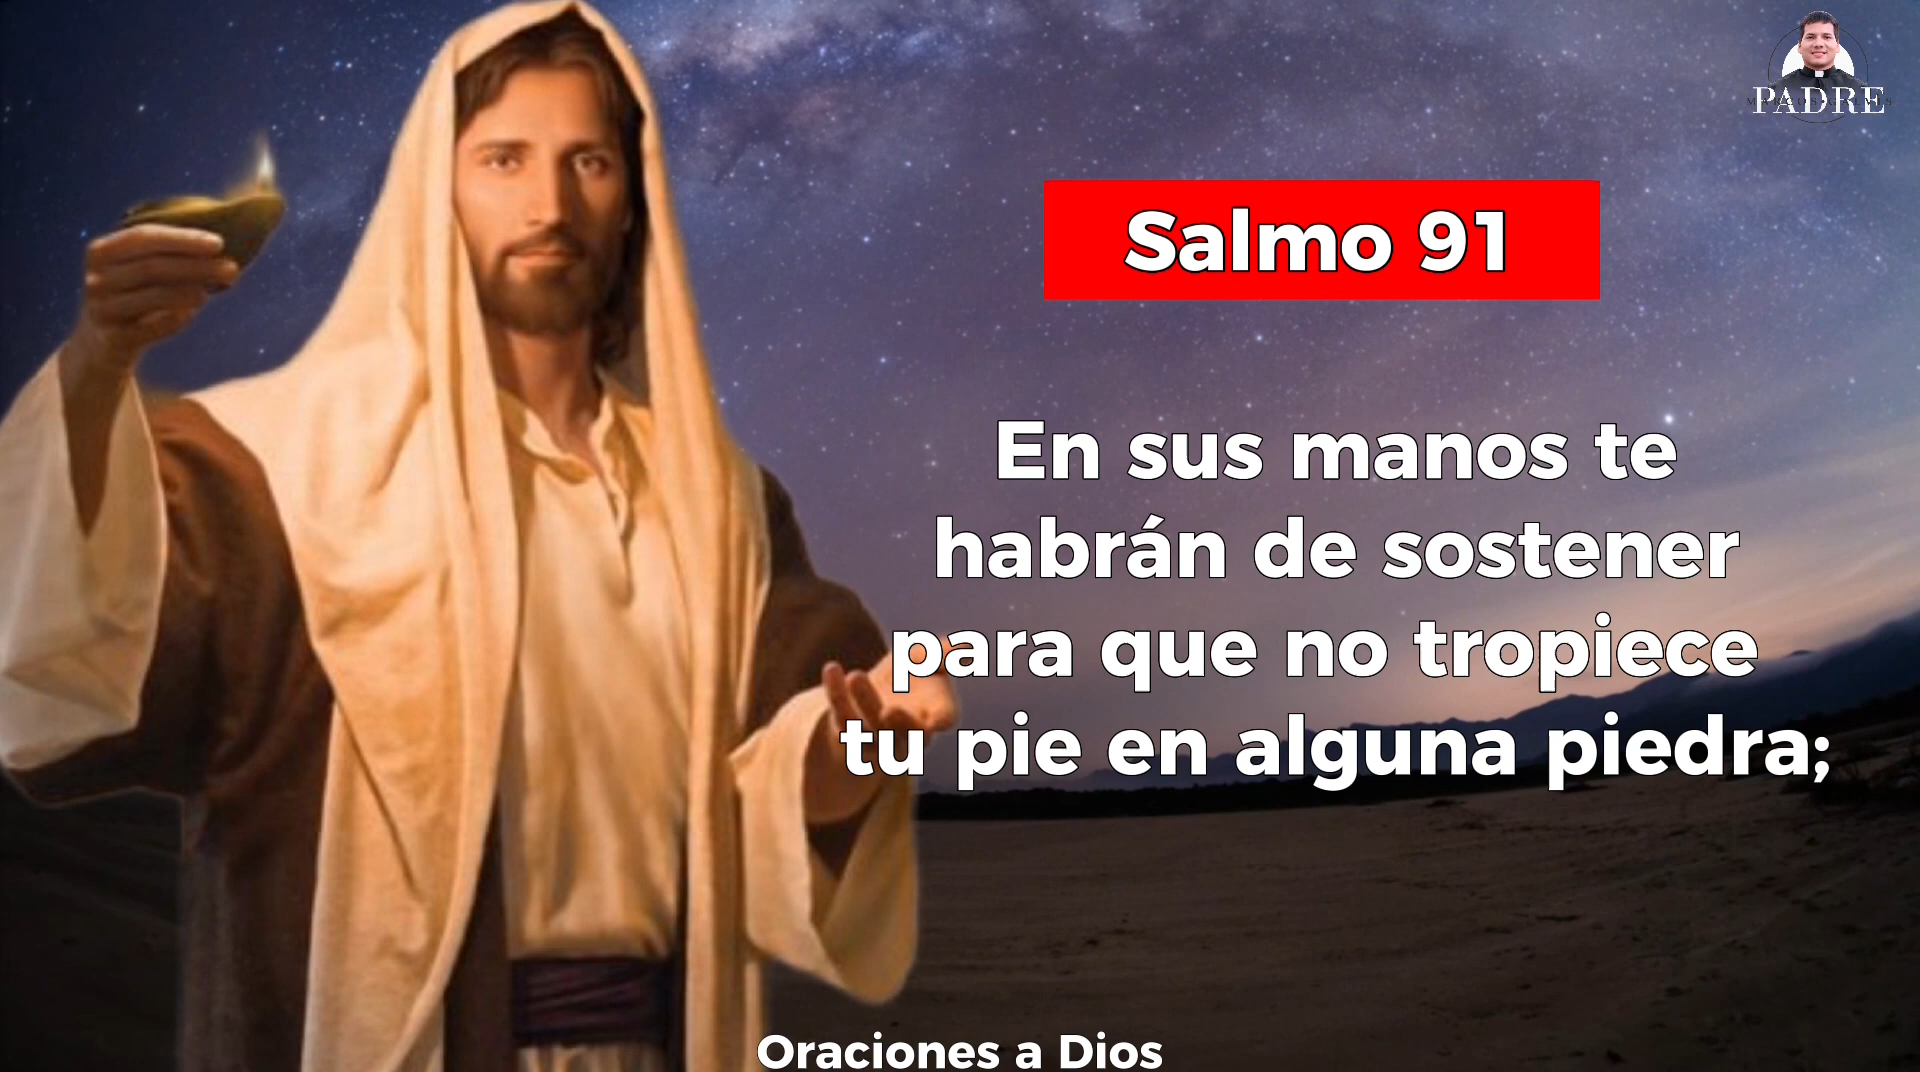 PADRE
Salmo 91
En sus manos te
habrán de sostener
para que no tropiece
tu pie en alguna piedra;
Oraciones a Dios